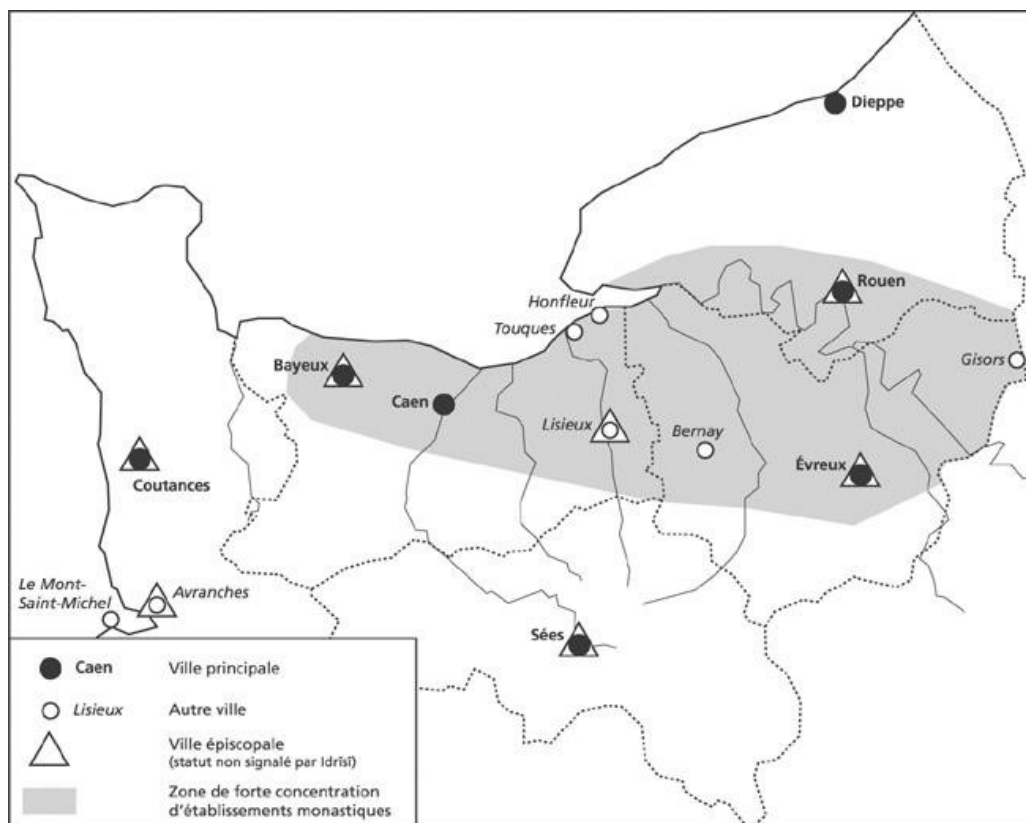 Dieppe
Rouen
Honfleur
Touques
Gisors
Bayeux
Caen
Lisieux
Bernay
Évreux
Coutances
Le Mont-
Saint-Michel
Avranches
Sées
Caen Ville principale
Lisieux Autre ville
Ville épiscopale
(statut non signalé par Idrīsī)
Zone de forte concentration
d'établissements monastiques